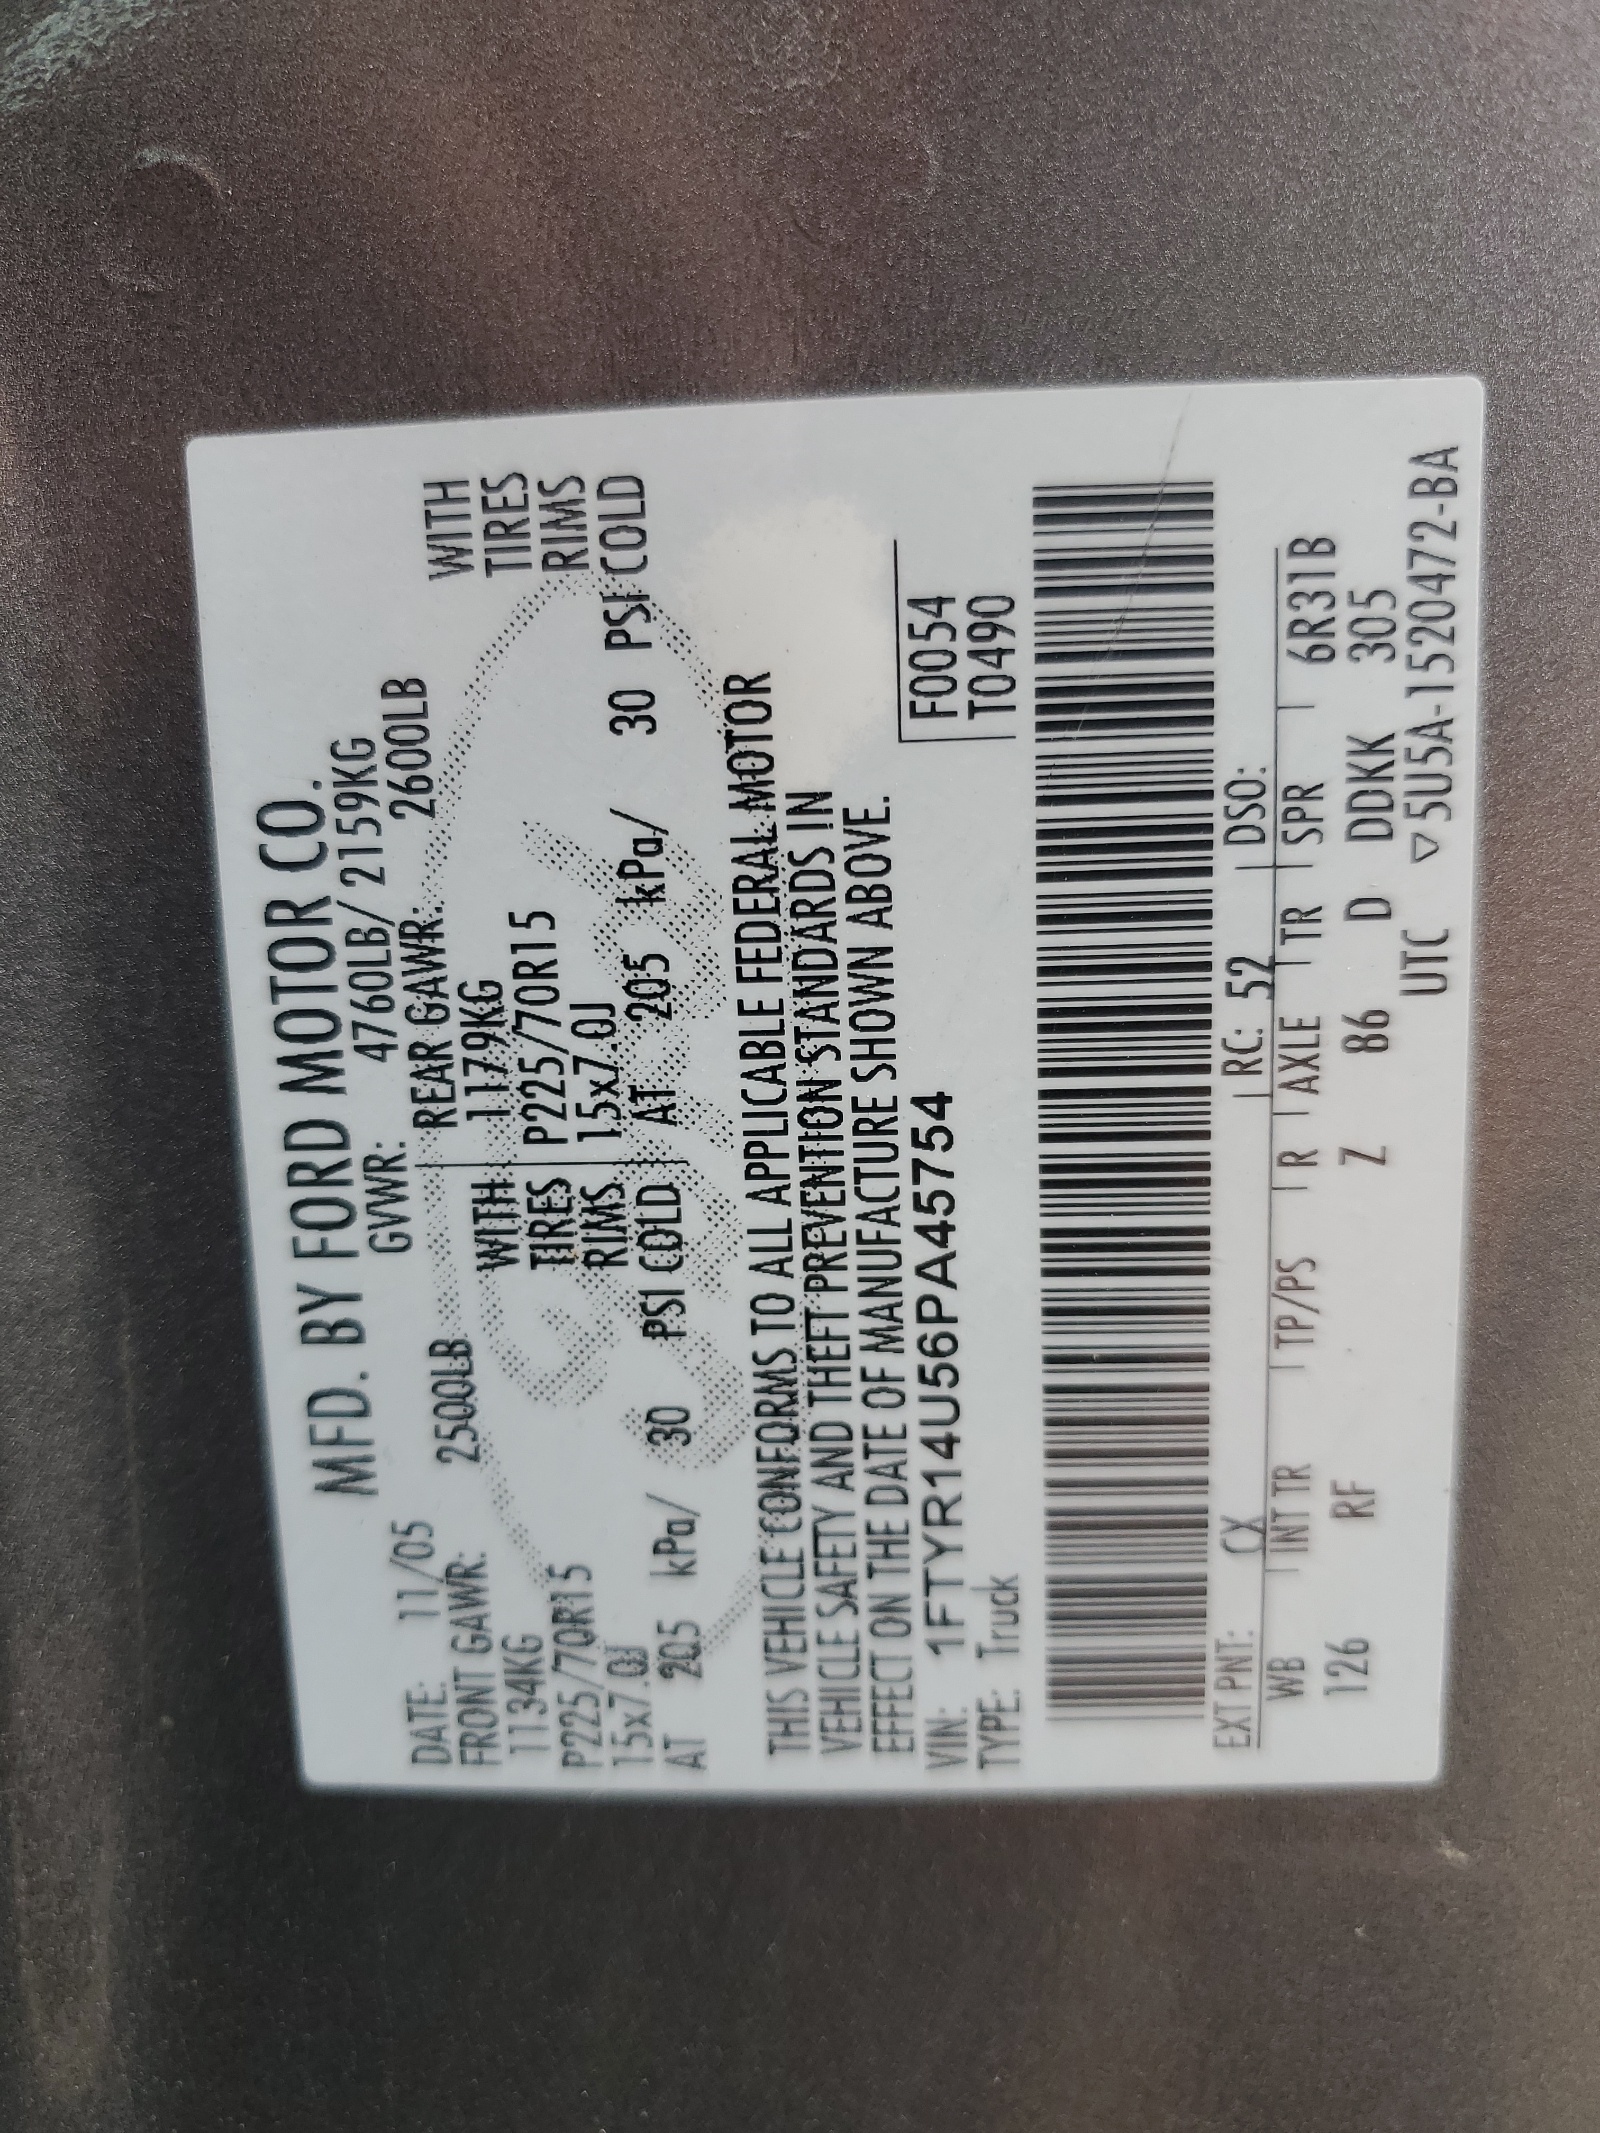 MFD. BY FORD MOTOR CO.
DATE: 11/05 GVWR: 4760LB/ 2159KG
FRONT GAWR: 2500LB REAR GAWR: 2600LB
1134KG WITH 1179KG WITH
P225/70R15 TIRES P225/70R15 TIRES
15x7.0J RIMS 15x7.0J RIMS
AT 205 kPa/ 30 PSI COLD AT 205 kPa/ 30 PSI COLD
THIS VEHICLE CONFORMS TO ALL APPLICABLE FEDERAL MOTOR
VEHICLE SAFETY AND THEFT PREVENTION STANDARDS IN
EFFECT ON THE DATE OF MANUFACTURE SHOWN ABOVE.
VIN: 1FTYR14U56PA45754 F0054
TYPE: Truck T0490
EXT PNT: CX RC: 52 DSO:
WB INT TR TP/PS R AXLE TR SPR 6R31B
126 RF Z 86 D DDKK 305
UTC ▽5U5A-1520472-BA